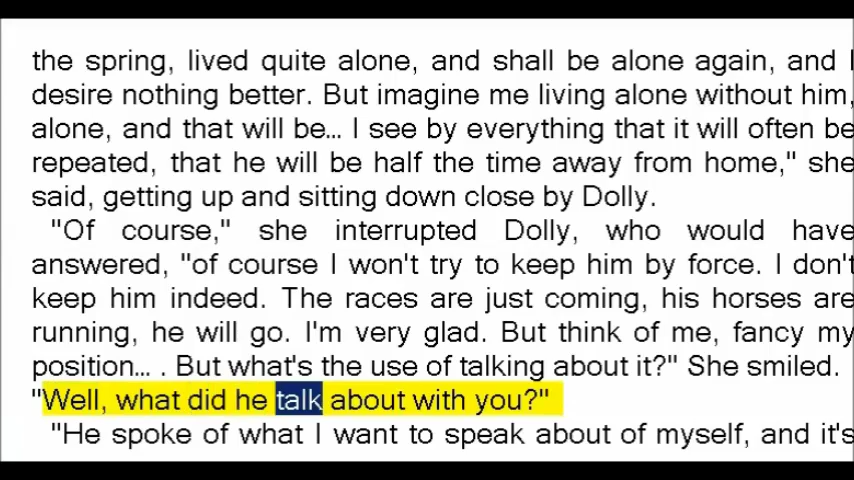 the spring, lived quite alone, and shall be alone again, and I
desire nothing better. But imagine me living alone without him,
alone, and that will be... I see by everything that it will often be
repeated, that he will be half the time away from home," she
said, getting up and sitting down close by Dolly.
"Of course," she interrupted Dolly, who would have
answered, "of course I won't try to keep him by force. I don't
keep him indeed. The races are just coming, his horses are
running, he will go. I'm very glad. But think of me, fancy my
position... . But what's the use of talking about it?" She smiled.
"Well, what did he talk about with you?"
"He spoke of what I want to speak about of myself, and it's